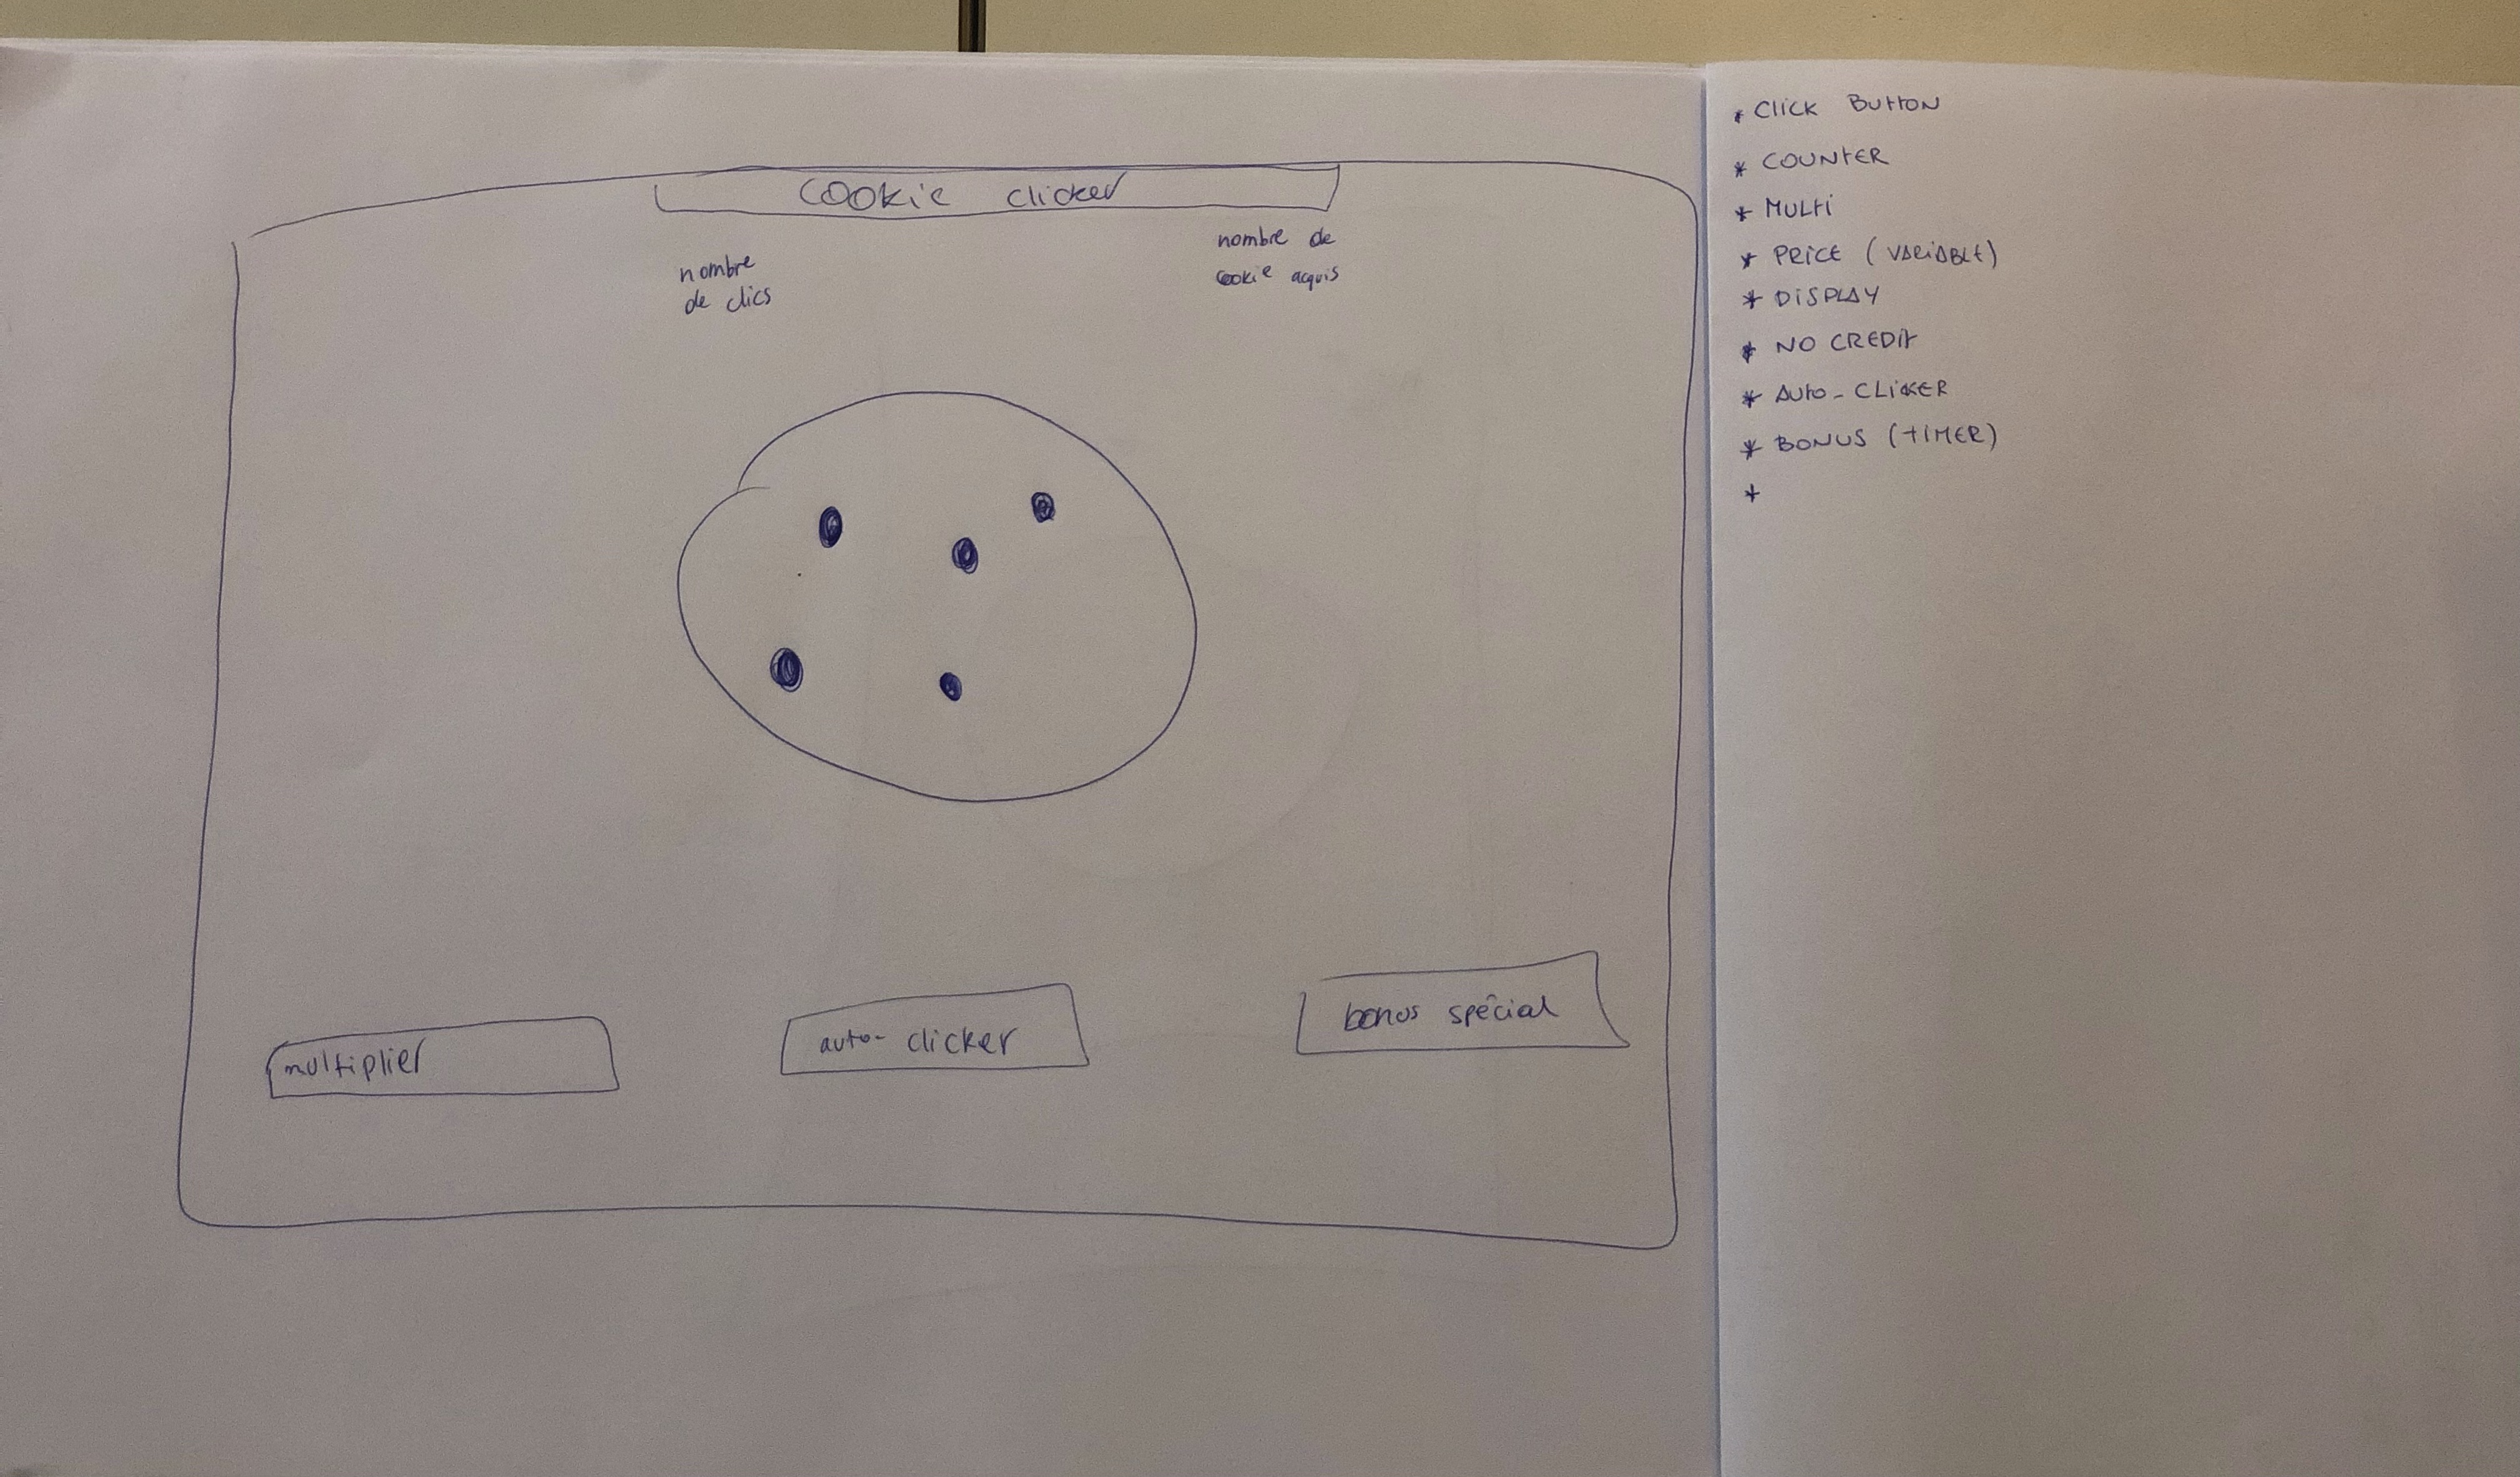 cookie clicker
nombre
de clics
nombre de
cookie acquis
multiplier
auto-clicker
bonus spécial
* Click BUTTON
* COUNTER
* MULTI
* PRICE (VARIABLE)
* DISPLAY
* NO CREDIT
* AUTO-CLICKER
* BONUS (TIMER)
*